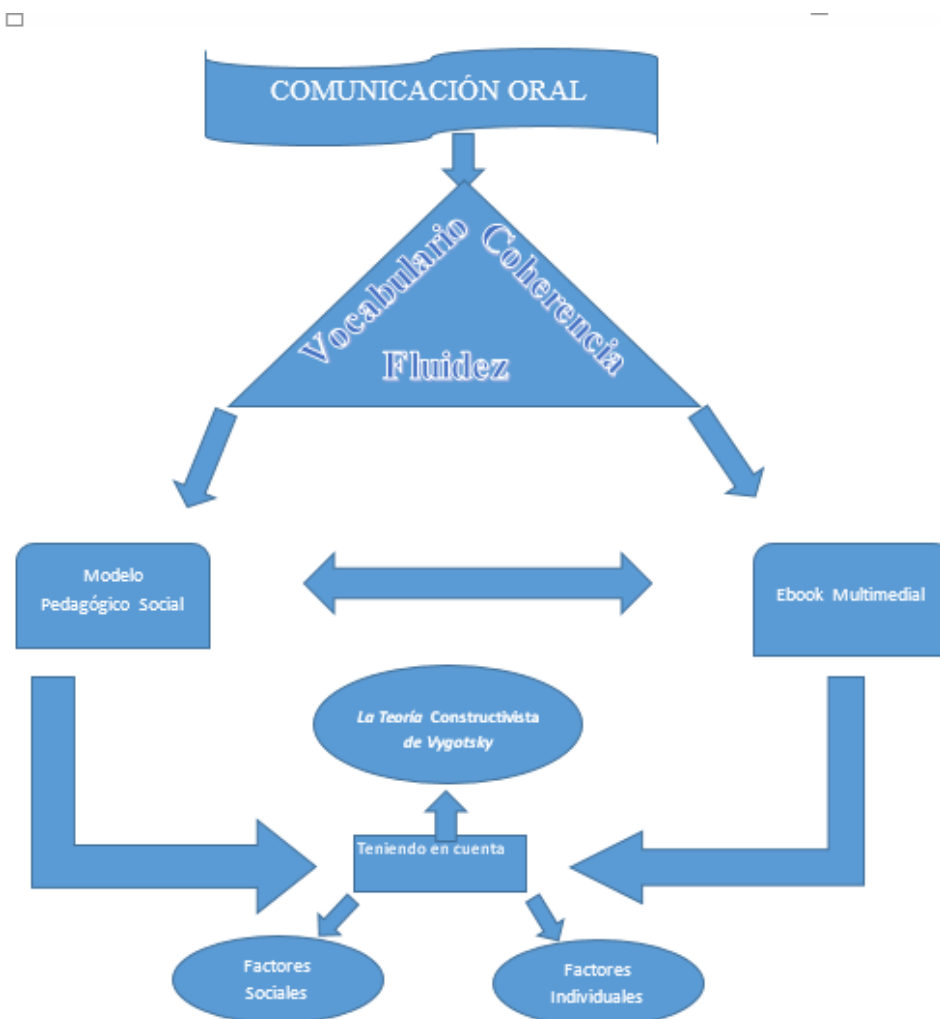 COMUNICACIÓN ORAL
Vocabulario
Coherencia
Fluidez
Modelo
Pedagógico Social
Ebook Multimedial
La Teoría Constructivista
de Vygotsky
Teniendo en cuenta
Factores
Sociales
Factores
Individuales